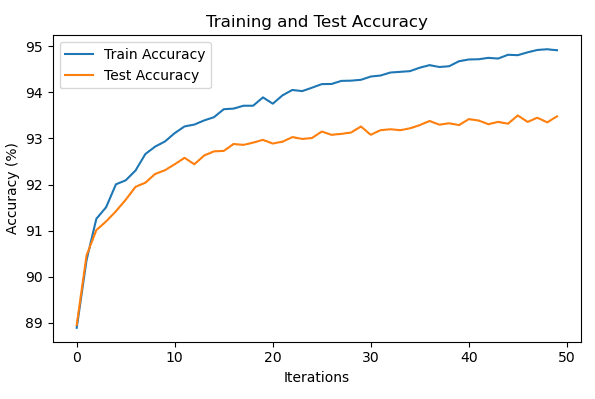 Training and Test Accuracy
Train Accuracy
Test Accuracy
Accuracy (%)
95
94
93
92
91
90
89
0 10 20 30 40 50
Iterations